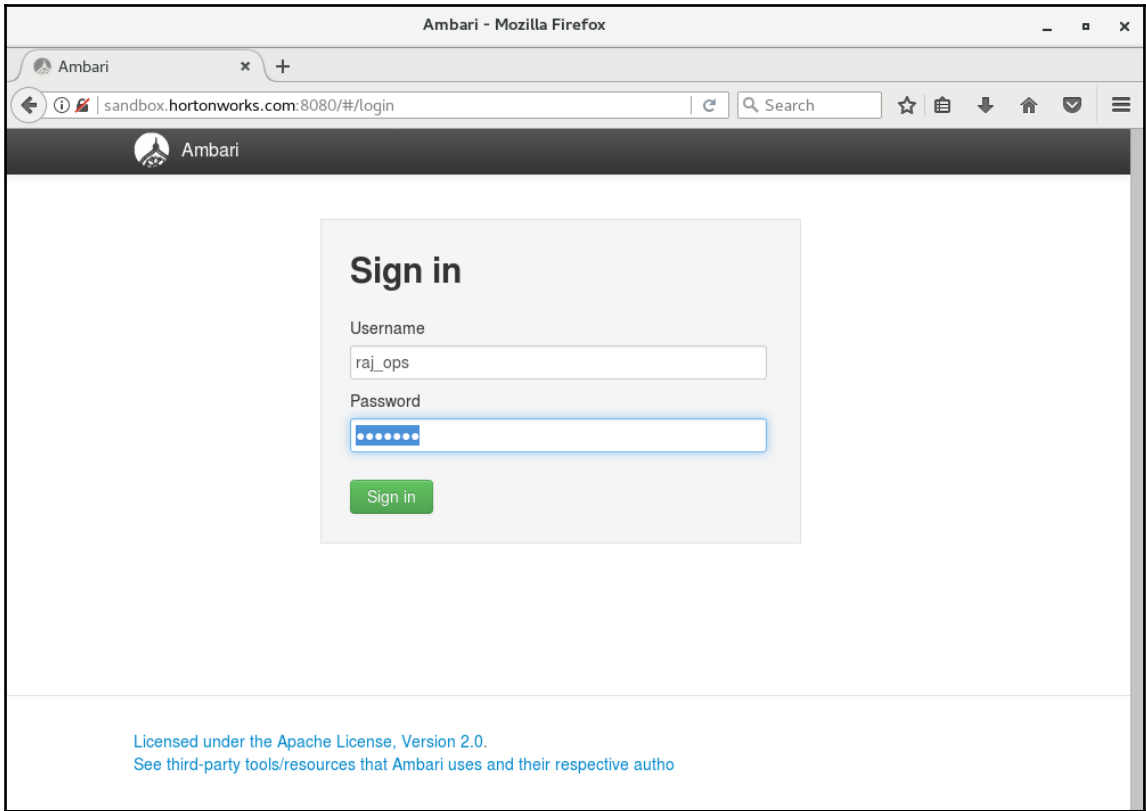 Ambari - Mozilla Firefox
Ambari
sandbox.hortonworks.com:8080/#/login
Search
Ambari
Sign in
Username
raj_ops
Password
•••••••
Sign in
Licensed under the Apache License, Version 2.0.
See third-party tools/resources that Ambari uses and their respective autho